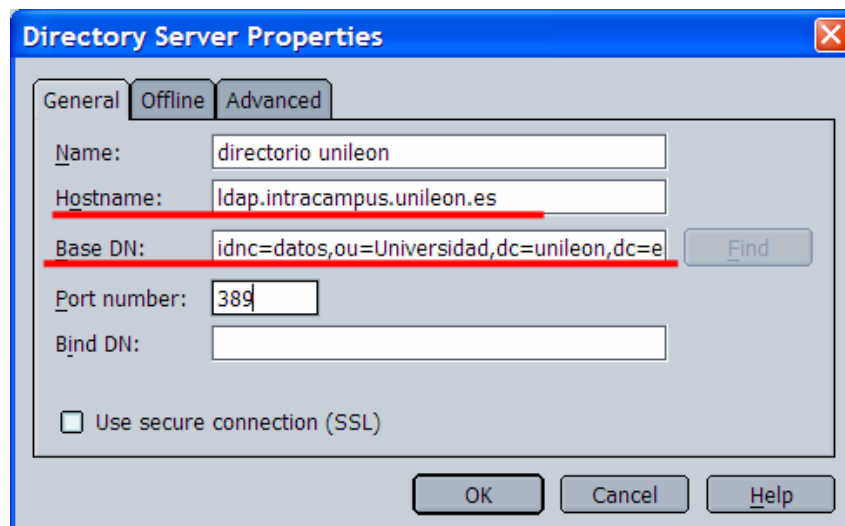 Directory Server Properties
General Offline Advanced
Name: directorio unileon
Hostname: ldap.intracampus.unileon.es
Base DN: idnc=datos,ou=Universidad,dc=unileon,dc=e Find
Port number: 389
Bind DN:
Use secure connection (SSL)
OK Cancel Help